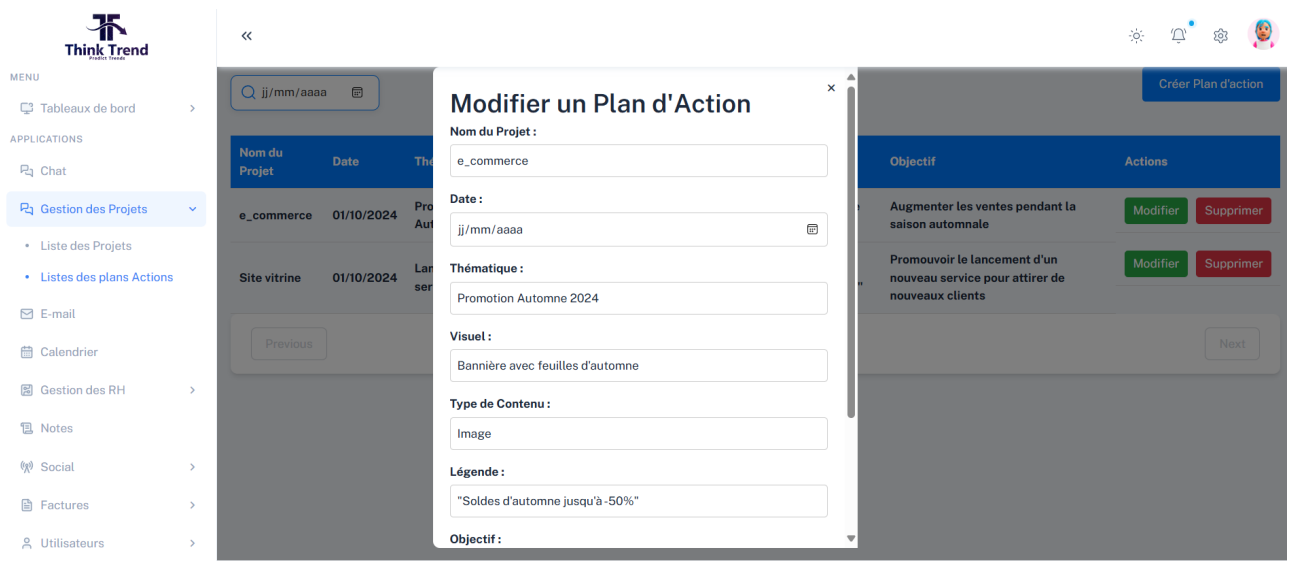 Think Trend
Predict Trends
MENU
Tableaux de bord
APPLICATIONS
Chat
Gestion des Projets
Liste des Projets
Listes des plans Actions
E-mail
Calendrier
Gestion des RH
Notes
Social
Factures
Utilisateurs
jj/mm/aaaa
Créer Plan d'action
Nom du
Projet
Date
Objectif
Actions
e_commerce
01/10/2024
Augmenter les ventes pendant la
saison automnale
Modifier
Supprimer
Site vitrine
01/10/2024
Promouvoir le lancement d'un
nouveau service pour attirer de
nouveaux clients
Modifier
Supprimer
Previous
Next
Modifier un Plan d'Action
×
Nom du Projet :
e_commerce
Date :
jj/mm/aaaa
Thématique :
Promotion Automne 2024
Visuel :
Bannière avec feuilles d'automne
Type de Contenu :
Image
Légende :
"Soldes d'automne jusqu'à -50%"
Objectif :